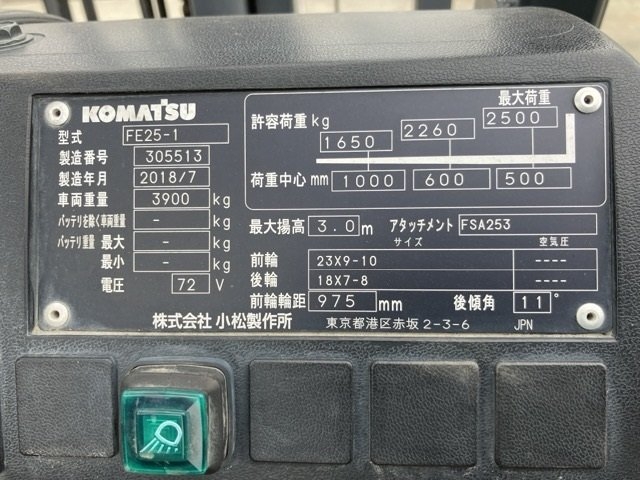 KOMATSU
型式 FE25-1
製造番号 305513
製造年月 2018/7
車両重量 3900 kg
バッテリを除く車両重量 - kg
バッテリ重量 最大 - kg
最小 - kg
電圧 72 V
最大荷重
許容荷重 kg 1650 2260 2500
荷重中心 mm 1000 600 500
最大揚高 3.0 m アタッチメント FSA253
サイズ 空気圧
前輪 23X9-10 ----
後輪 18X7-8 ----
前輪輪距 975 mm 後傾角 11°
株式会社 小松製作所 東京都港区赤坂 2-3-6 JPN